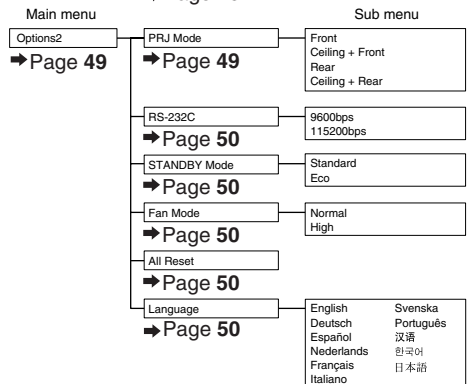 Main menu
Sub menu
Options2
➡Page 49
PRJ Mode
➡Page 49
Front
Ceiling + Front
Rear
Ceiling + Rear
RS-232C
➡Page 50
9600bps
115200bps
STANDBY Mode
➡Page 50
Standard
Eco
Fan Mode
➡Page 50
Normal
High
All Reset
➡Page 50
Language
➡Page 50
English Svenska
Deutsch Português
Español 汉语
Nederlands 한국어
Français 日本語
Italiano